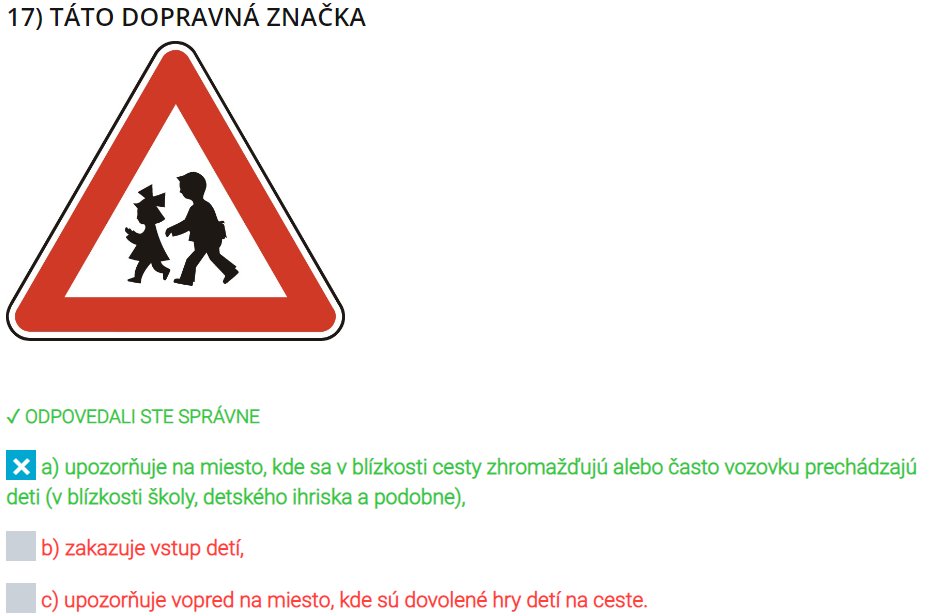 17) TÁTO DOPRAVNÁ ZNAČKA
✓ ODPOVEDALI STE SPRÁVNE
a) upozorňuje na miesto, kde sa v blízkosti cesty zhromažďujú alebo často vozovku prechádzajú
deti (v blízkosti školy, detského ihriska a podobne),
b) zakazuje vstup detí,
c) upozorňuje vopred na miesto, kde sú dovolené hry detí na ceste.